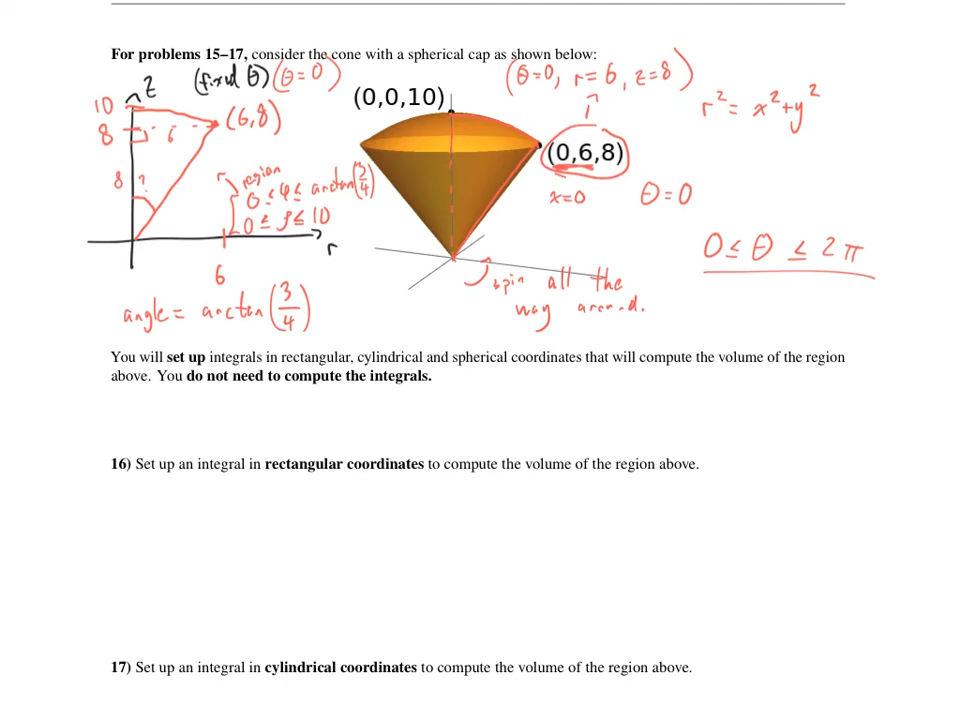 For problems 15–17, consider the cone with a spherical cap as shown below:
z (fixed θ) (θ=0)
(θ=0, r=6, z=8)
r² = x²+y²
10
8
6
(6,8)
(0,0,10)
(0,6,8)
x=0
θ=0
8 ?
region
0 ≤ φ ≤ arctan(3/4)
0 ≤ ρ ≤ 10
r
6
0 ≤ θ ≤ 2π
spin all the
way around.
angle = arctan(3/4)
You will set up integrals in rectangular, cylindrical and spherical coordinates that will compute the volume of the region
above. You do not need to compute the integrals.
16) Set up an integral in rectangular coordinates to compute the volume of the region above.
17) Set up an integral in cylindrical coordinates to compute the volume of the region above.